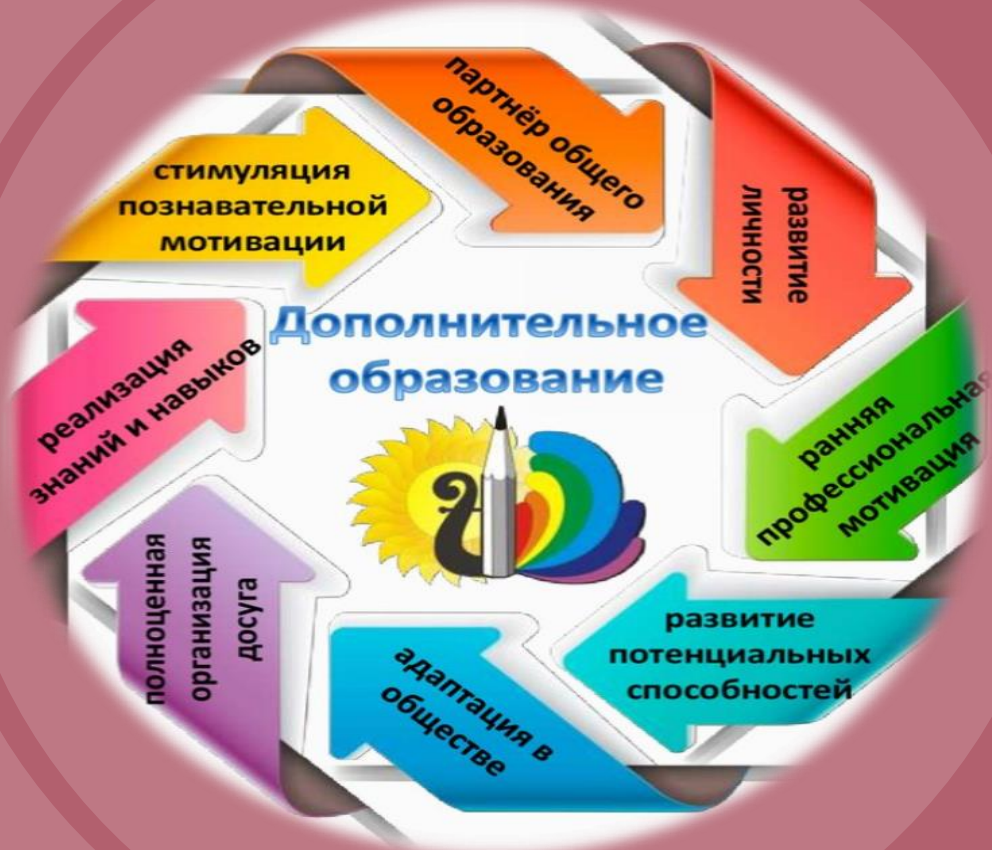 Дополнительное
образование
партнёр общего
образования
развитие
личности
ранняя
профессиональная
мотивация
развитие
потенциальных
способностей
адаптация в
обществе
полноценная
организация
досуга
реализация
знаний и навыков
стимуляция
познавательной
мотивации